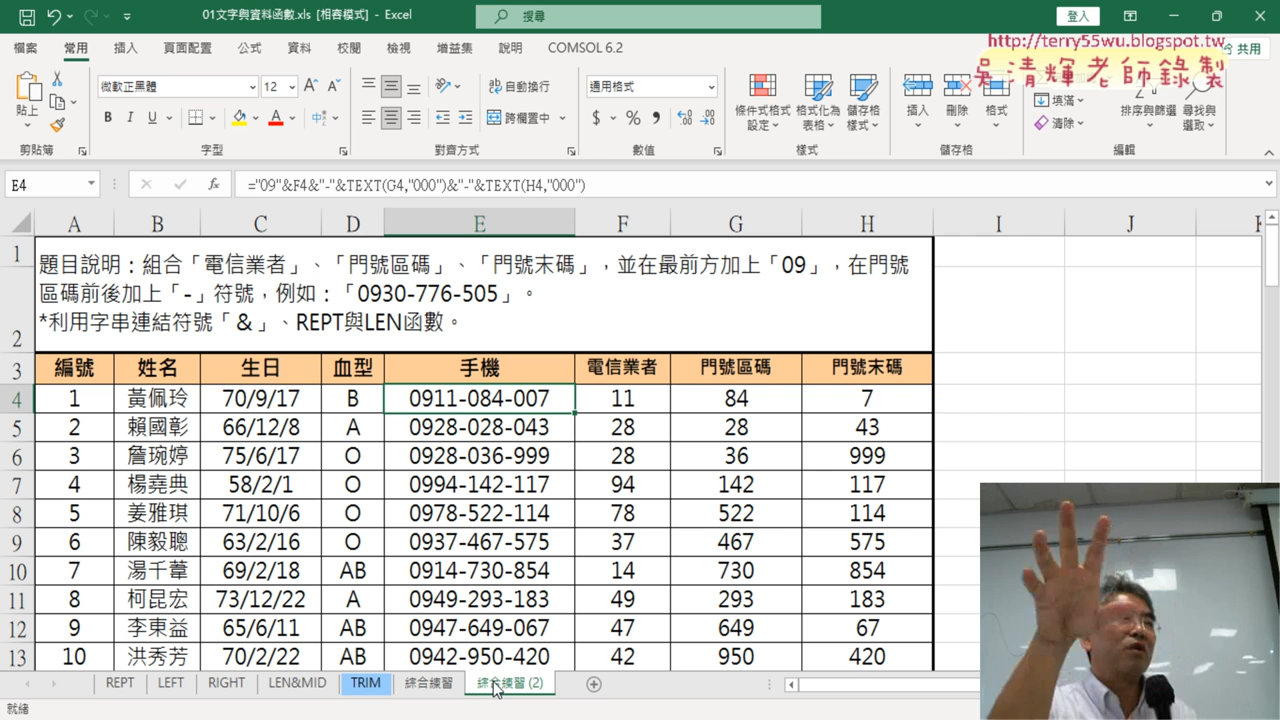 01文字與資料函數.xls [相容模式] - Excel
搜尋
登入
檔案 常用 插入 頁面配置 公式 資料 校閱 檢視 增益集 說明 COMSOL 6.2
共用
http://terry55wu.blogspot.tw
吳清輝老師錄製
貼上
微軟正黑體 12
自動換行
跨欄置中
通用格式
條件式格式設定
格式化為表格
儲存格樣式
插入 刪除 格式
填滿
清除
排序與篩選
尋找與選取
剪貼簿 字型 對齊方式 數值 樣式 儲存格 編輯
E4
="09"&F4&"-"&TEXT(G4,"000")&"-"&TEXT(H4,"000")
A B C D E F G H I J K
1 題目說明：組合「電信業者」、「門號區碼」、「門號末碼」，並在最前方加上「09」，在門號
區碼前後加上「-」符號，例如：「0930-776-505」。
2 *利用字串連結符號「&」、REPT與LEN函數。
3 編號 姓名 生日 血型 手機 電信業者 門號區碼 門號末碼
4 1 黃佩玲 70/9/17 B 0911-084-007 11 84 7
5 2 賴國彰 66/12/8 A 0928-028-043 28 28 43
6 3 詹琬婷 75/6/17 O 0928-036-999 28 36 999
7 4 楊堯典 58/2/1 O 0994-142-117 94 142 117
8 5 姜雅琪 71/10/6 O 0978-522-114 78 522 114
9 6 陳毅聰 63/2/16 O 0937-467-575 37 467 575
10 7 湯千葦 69/2/18 AB 0914-730-854 14 730 854
11 8 柯昆宏 73/12/22 A 0949-293-183 49 293 183
12 9 李東益 65/6/11 AB 0947-649-067 47 649 67
13 10 洪秀芳 70/2/22 AB 0942-950-420 42 950 420
REPT LEFT RIGHT LEN&MID TRIM 綜合練習 綜合練習 (2)
就緒